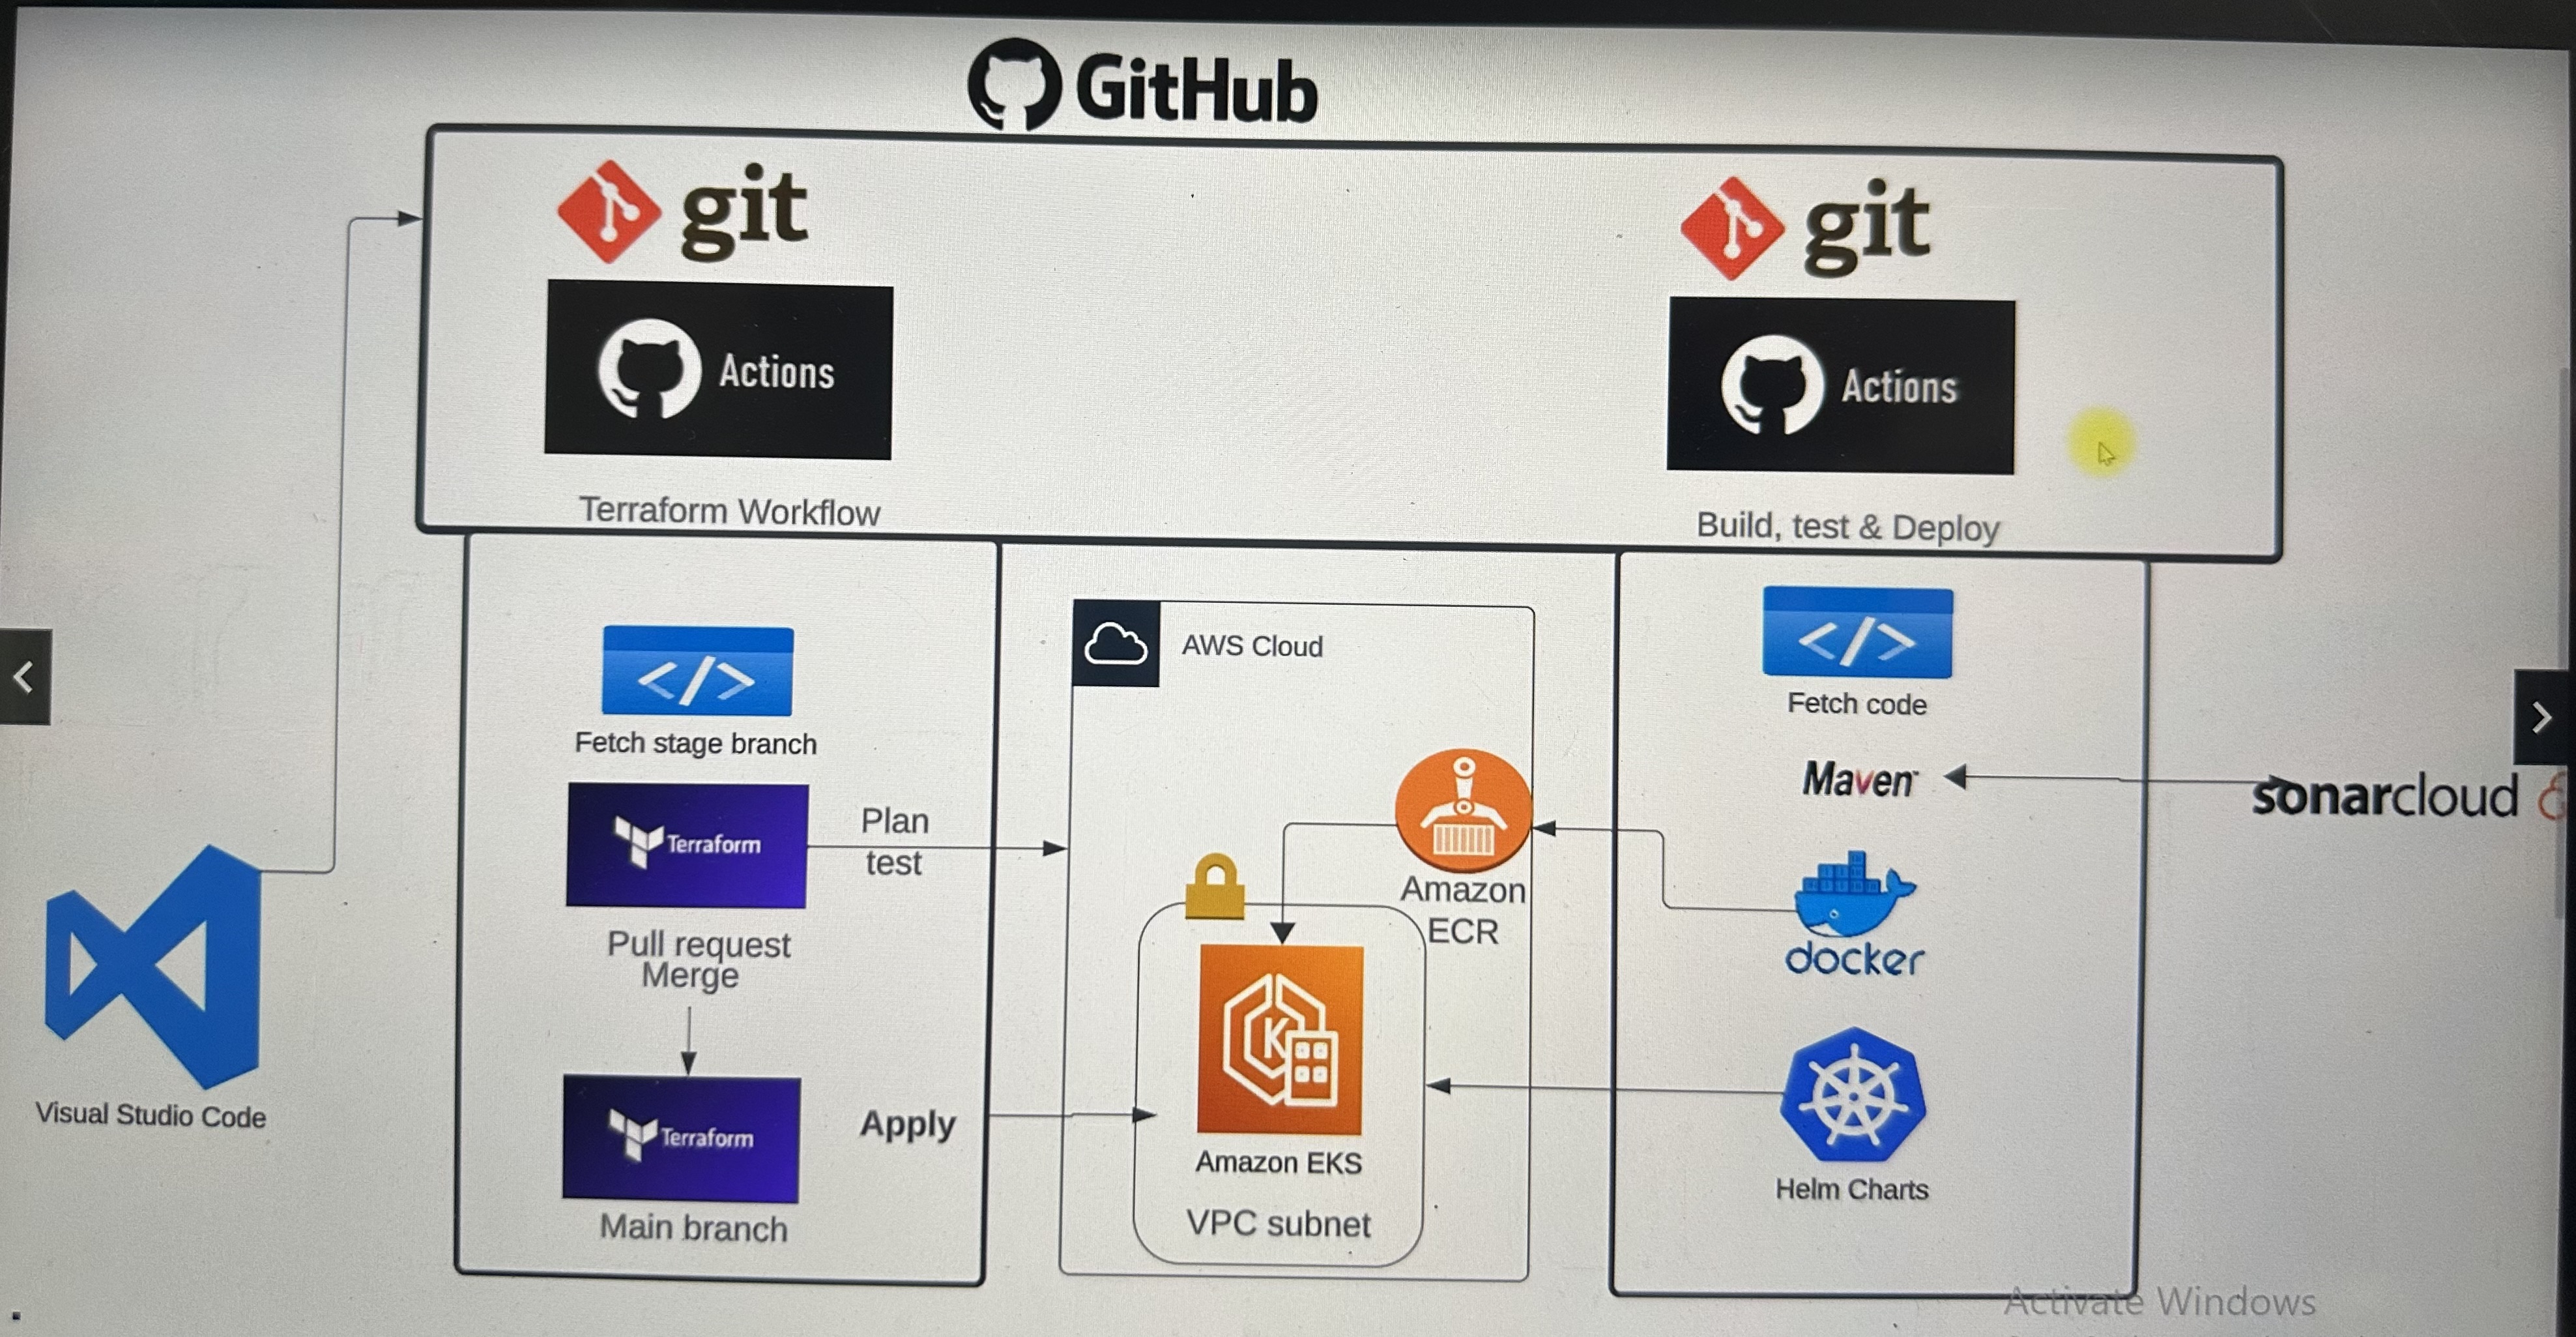 GitHub
git
Actions
Terraform Workflow
git
Actions
Build, test & Deploy
Fetch stage branch
Terraform
Plan
test
Pull request
Merge
Terraform
Apply
Main branch
AWS Cloud
Amazon
ECR
Amazon EKS
VPC subnet
Fetch code
Maven
sonarcloud
docker
Helm Charts
Visual Studio Code
Activate Windows